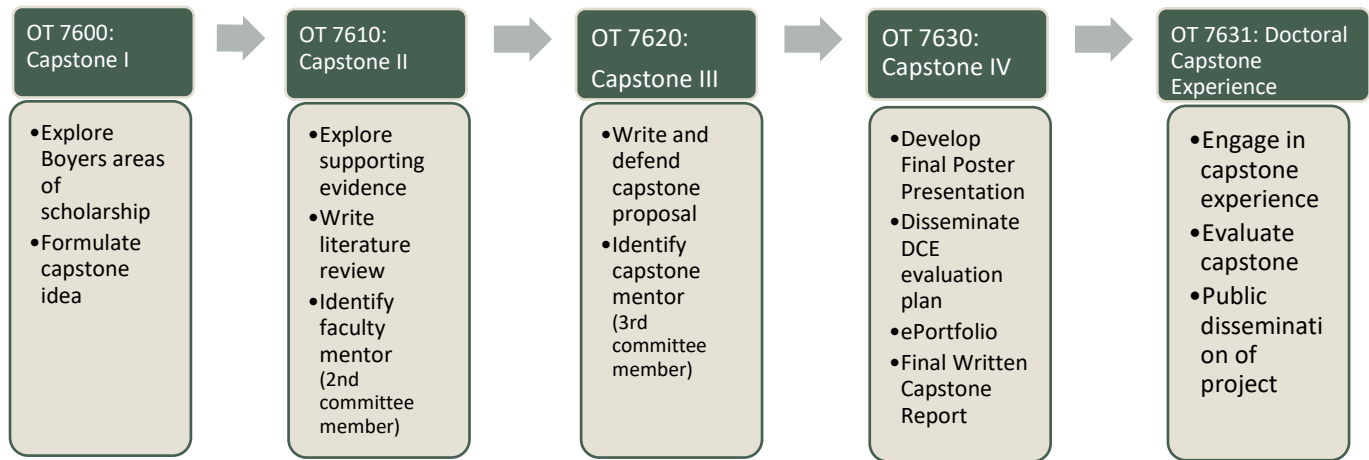 OT 7600:
Capstone I
•Explore
Boyers areas
of
scholarship
•Formulate
capstone
idea
OT 7610:
Capstone II
•Explore
supporting
evidence
•Write
literature
review
•Identify
faculty
mentor
(2nd
committee
member)
OT 7620:
Capstone III
•Write and
defend
capstone
proposal
•Identify
capstone
mentor
(3rd
committee
member)
OT 7630:
Capstone IV
•Develop
Final Poster
Presentation
•Disseminate
DCE
evaluation
plan
•ePortfolio
•Final Written
Capstone
Report
OT 7631: Doctoral
Capstone
Experience
•Engage in
capstone
experience
•Evaluate
capstone
•Public
disseminati
on of
project